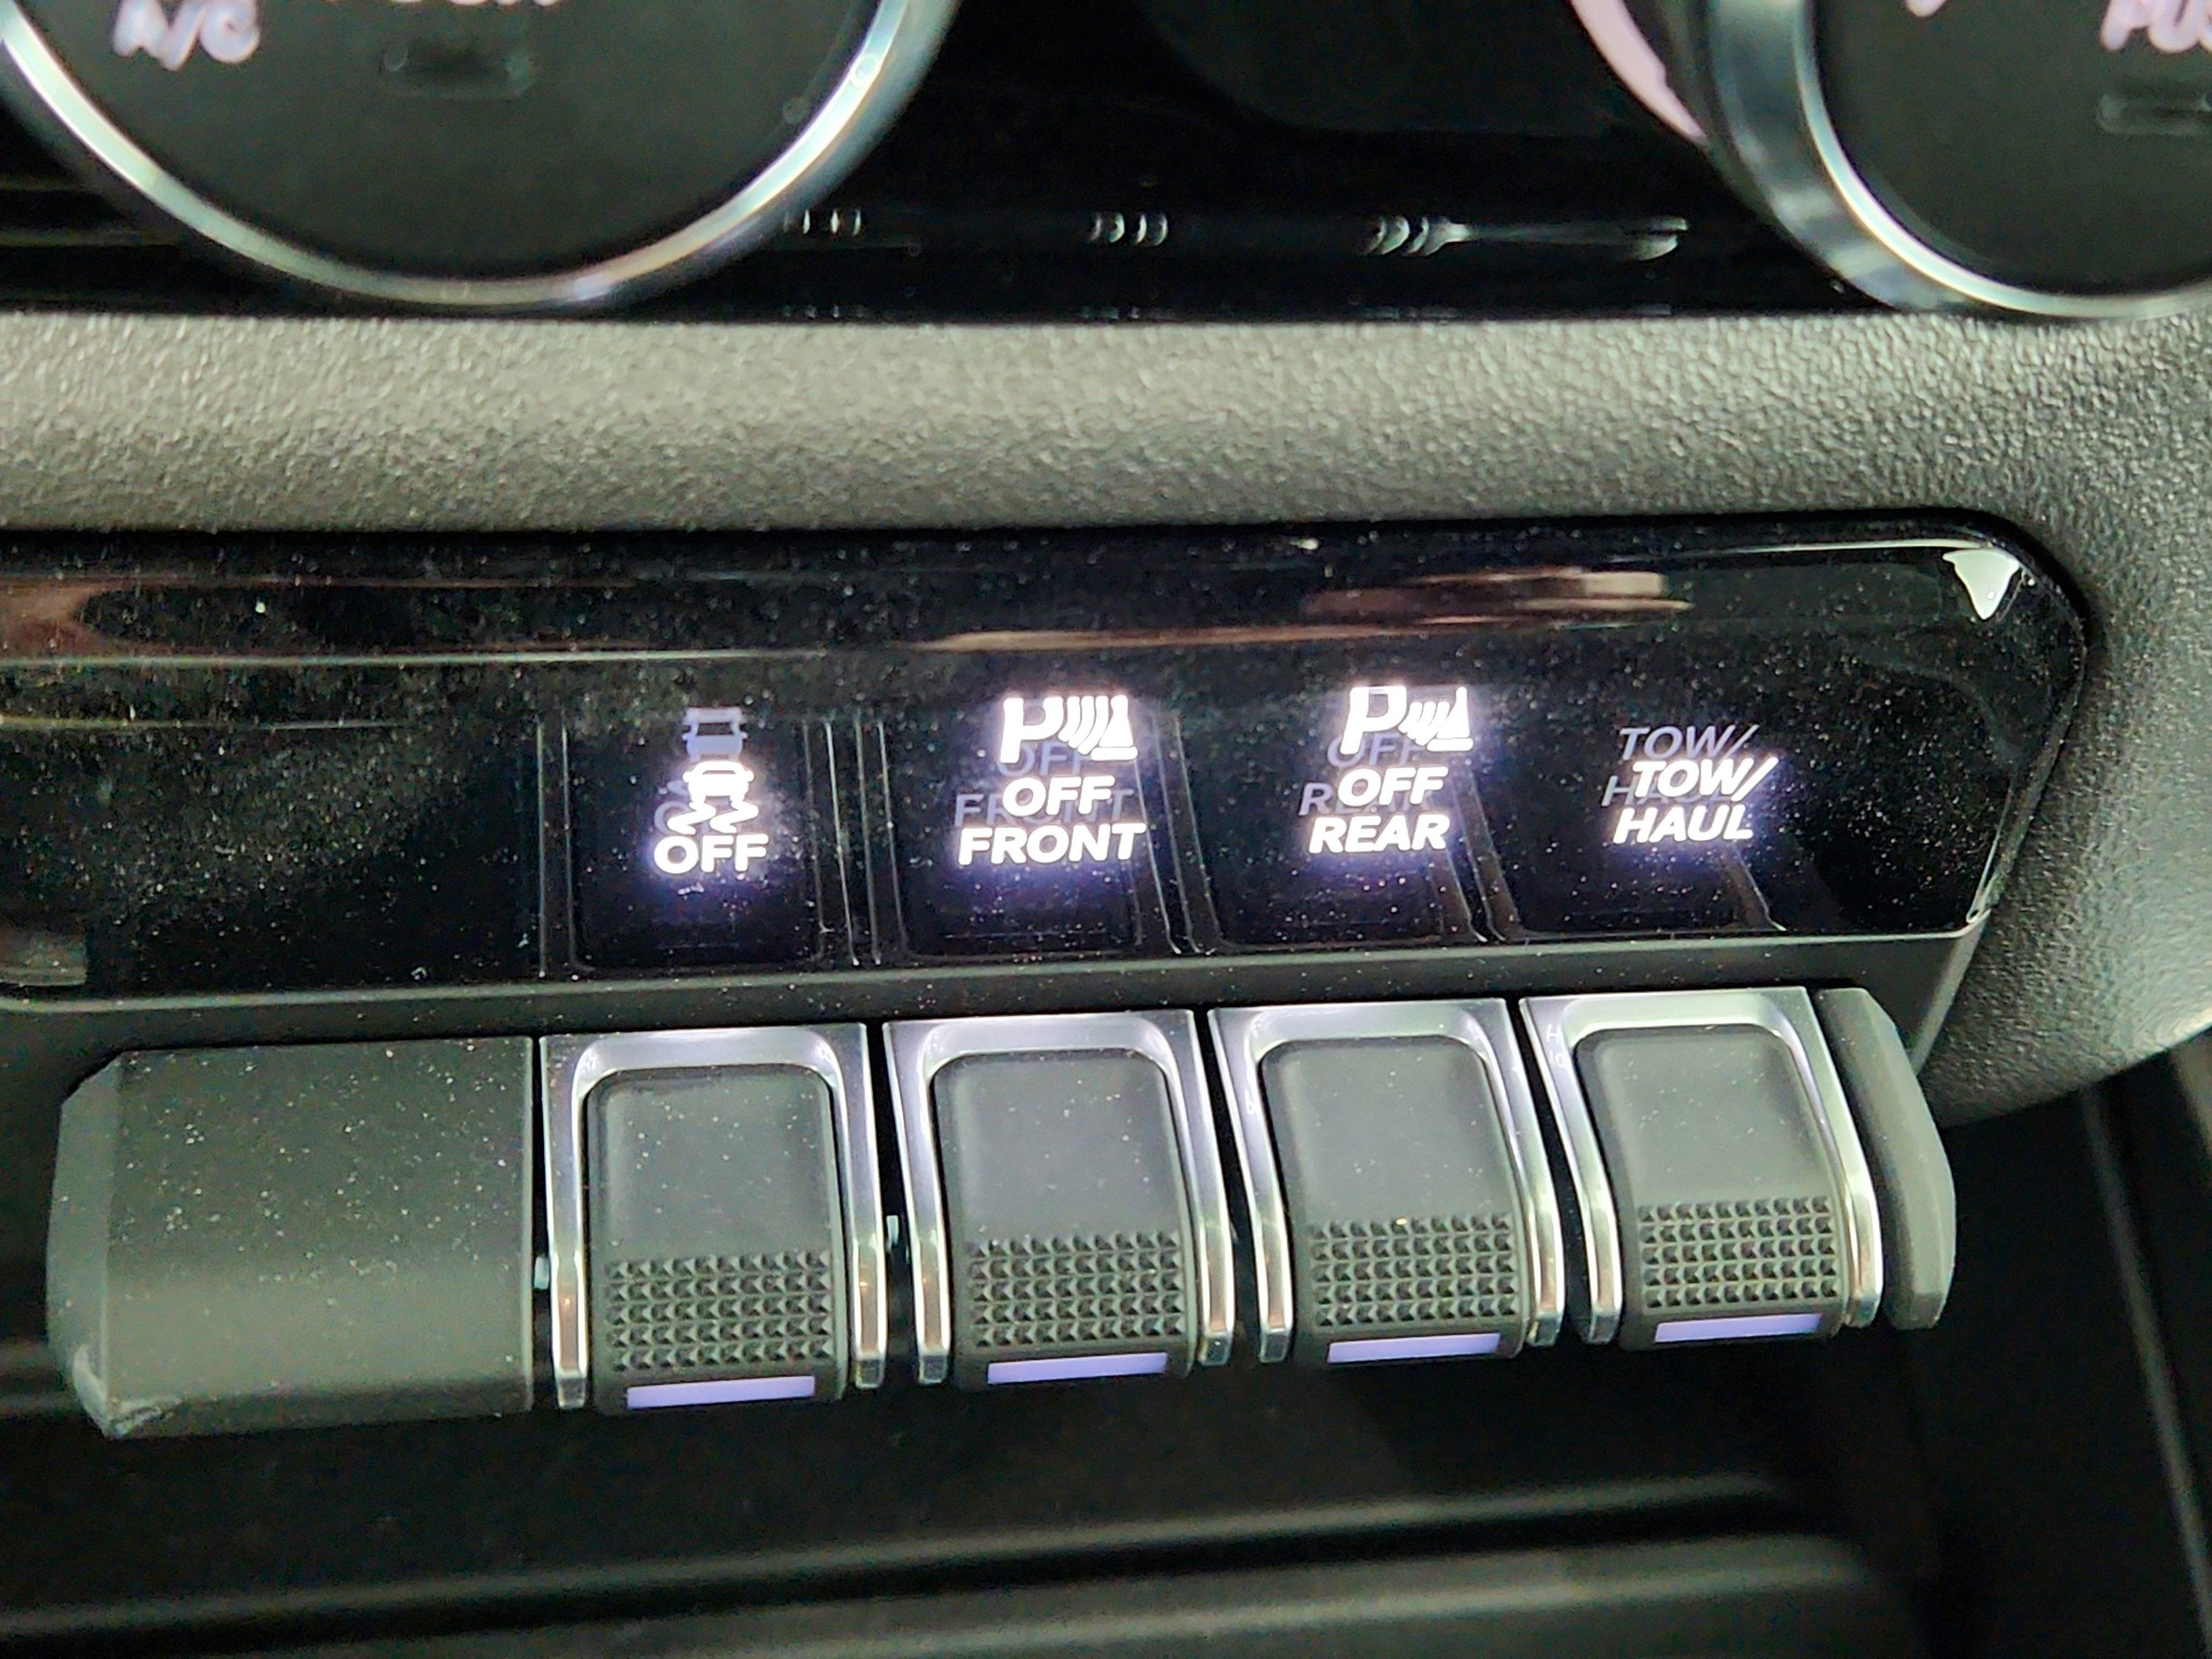 A/C
OFF
P
OFF
FRONT
P
OFF
REAR
TOW/
HAUL